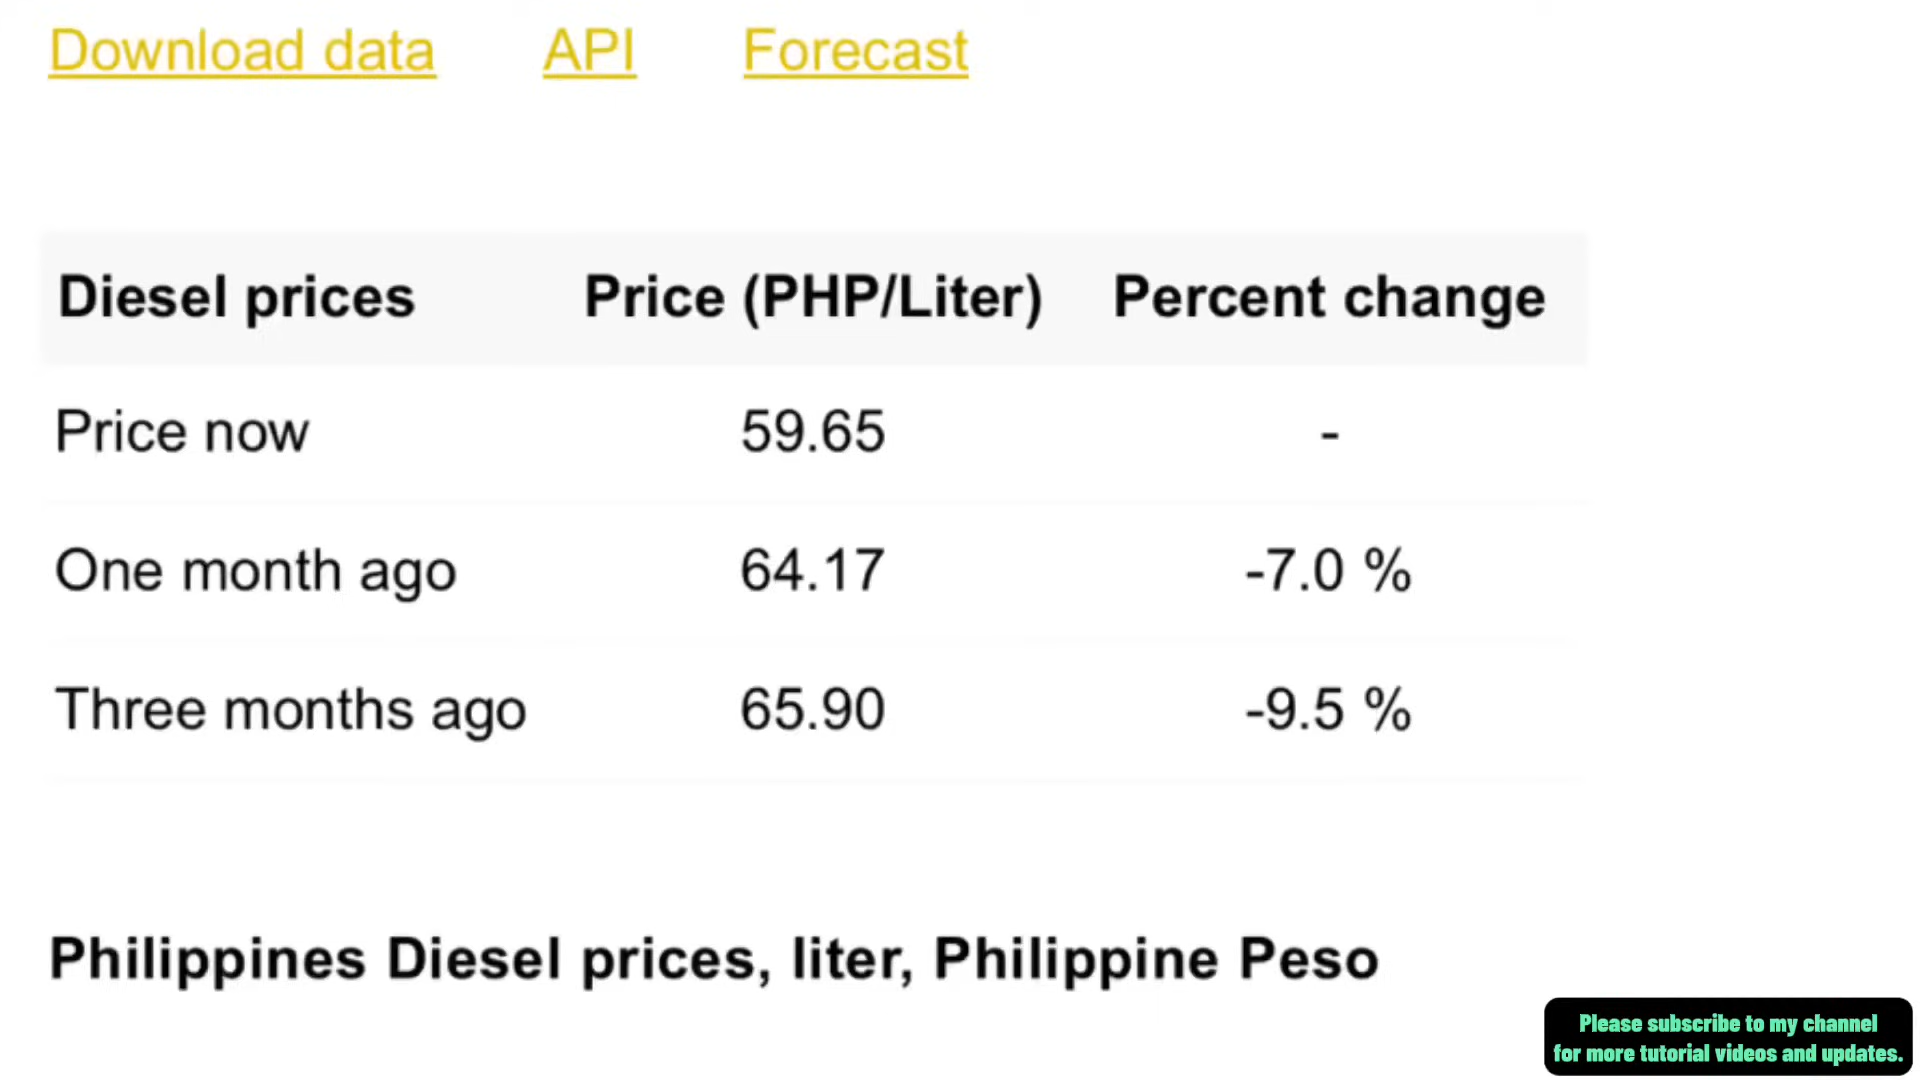 Download data API Forecast
Diesel prices Price (PHP/Liter) Percent change
Price now 59.65 -
One month ago 64.17 -7.0 %
Three months ago 65.90 -9.5 %
Philippines Diesel prices, liter, Philippine Peso
Please subscribe to my channel
for more tutorial videos and updates.